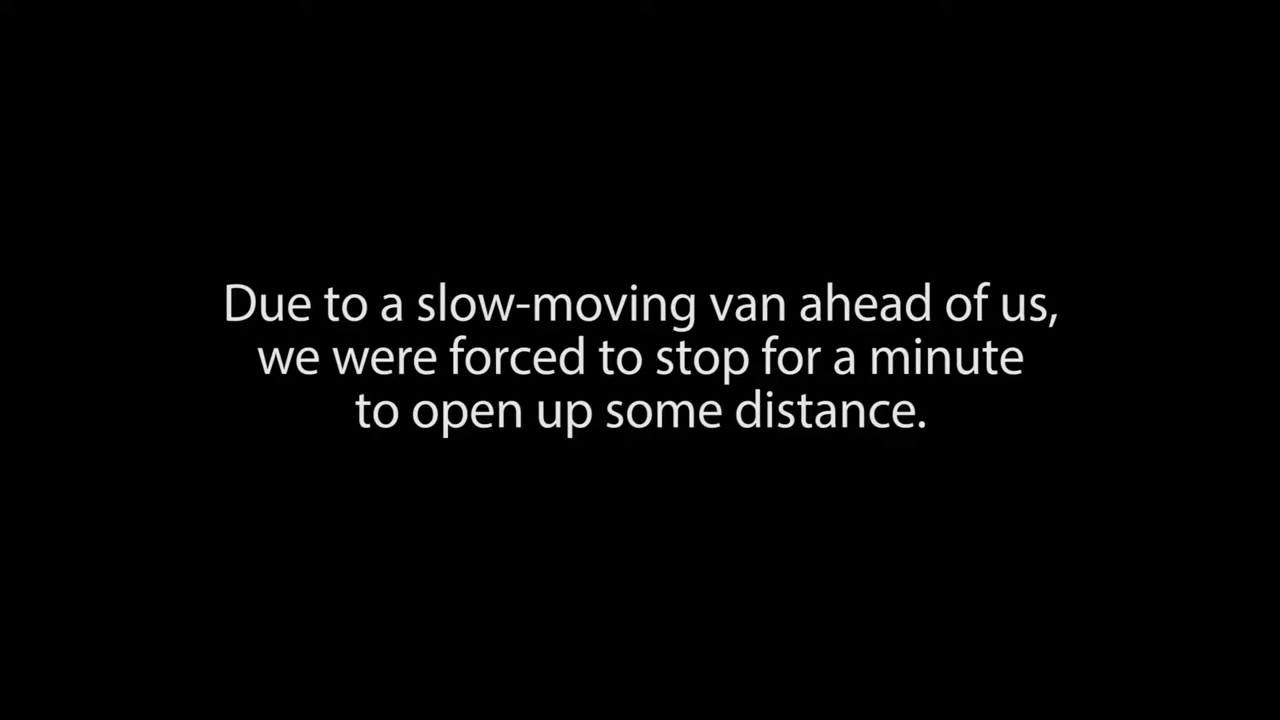 Due to a slow-moving van ahead of us,
we were forced to stop for a minute
to open up some distance.